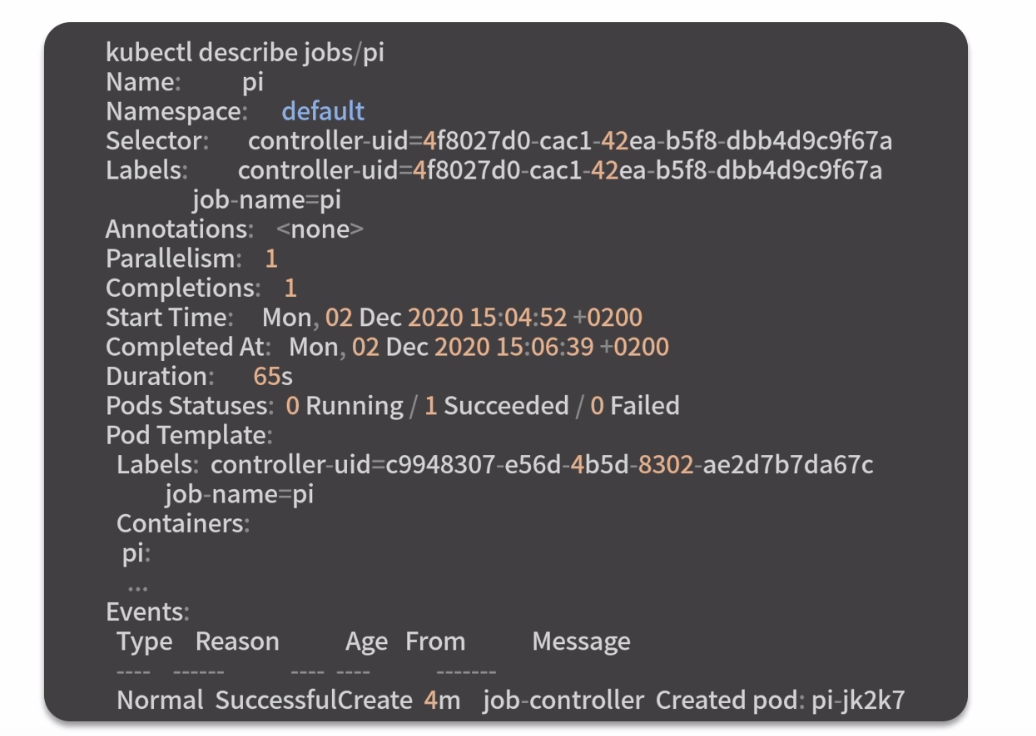 kubectl describe jobs/pi
Name: pi
Namespace: default
Selector: controller-uid=4f8027d0-cac1-42ea-b5f8-dbb4d9c9f67a
Labels: controller-uid=4f8027d0-cac1-42ea-b5f8-dbb4d9c9f67a
job-name=pi
Annotations: <none>
Parallelism: 1
Completions: 1
Start Time: Mon, 02 Dec 2020 15:04:52 +0200
Completed At: Mon, 02 Dec 2020 15:06:39 +0200
Duration: 65s
Pods Statuses: 0 Running / 1 Succeeded / 0 Failed
Pod Template:
Labels: controller-uid=c9948307-e56d-4b5d-8302-ae2d7b7da67c
job-name=pi
Containers:
pi:
...
Events:
Type Reason Age From Message
---- ------ ---- ---- -------
Normal SuccessfulCreate 4m job-controller Created pod: pi-jk2k7